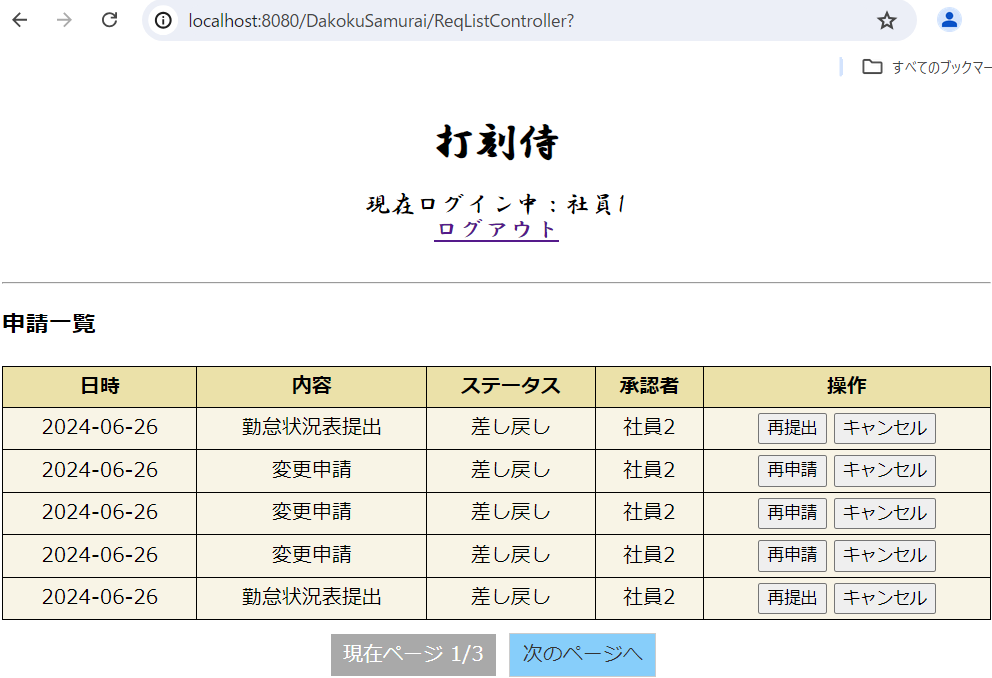 localhost:8080/DakokuSamurai/ReqListController?
すべてのブックマー
打刻侍
現在ログイン中：社員1
ログアウト
申請一覧
日時 内容 ステータス 承認者 操作
2024-06-26 勤怠状況表提出 差し戻し 社員2 再提出 キャンセル
2024-06-26 変更申請 差し戻し 社員2 再申請 キャンセル
2024-06-26 変更申請 差し戻し 社員2 再申請 キャンセル
2024-06-26 変更申請 差し戻し 社員2 再申請 キャンセル
2024-06-26 勤怠状況表提出 差し戻し 社員2 再提出 キャンセル
現在ページ 1/3 次のページへ